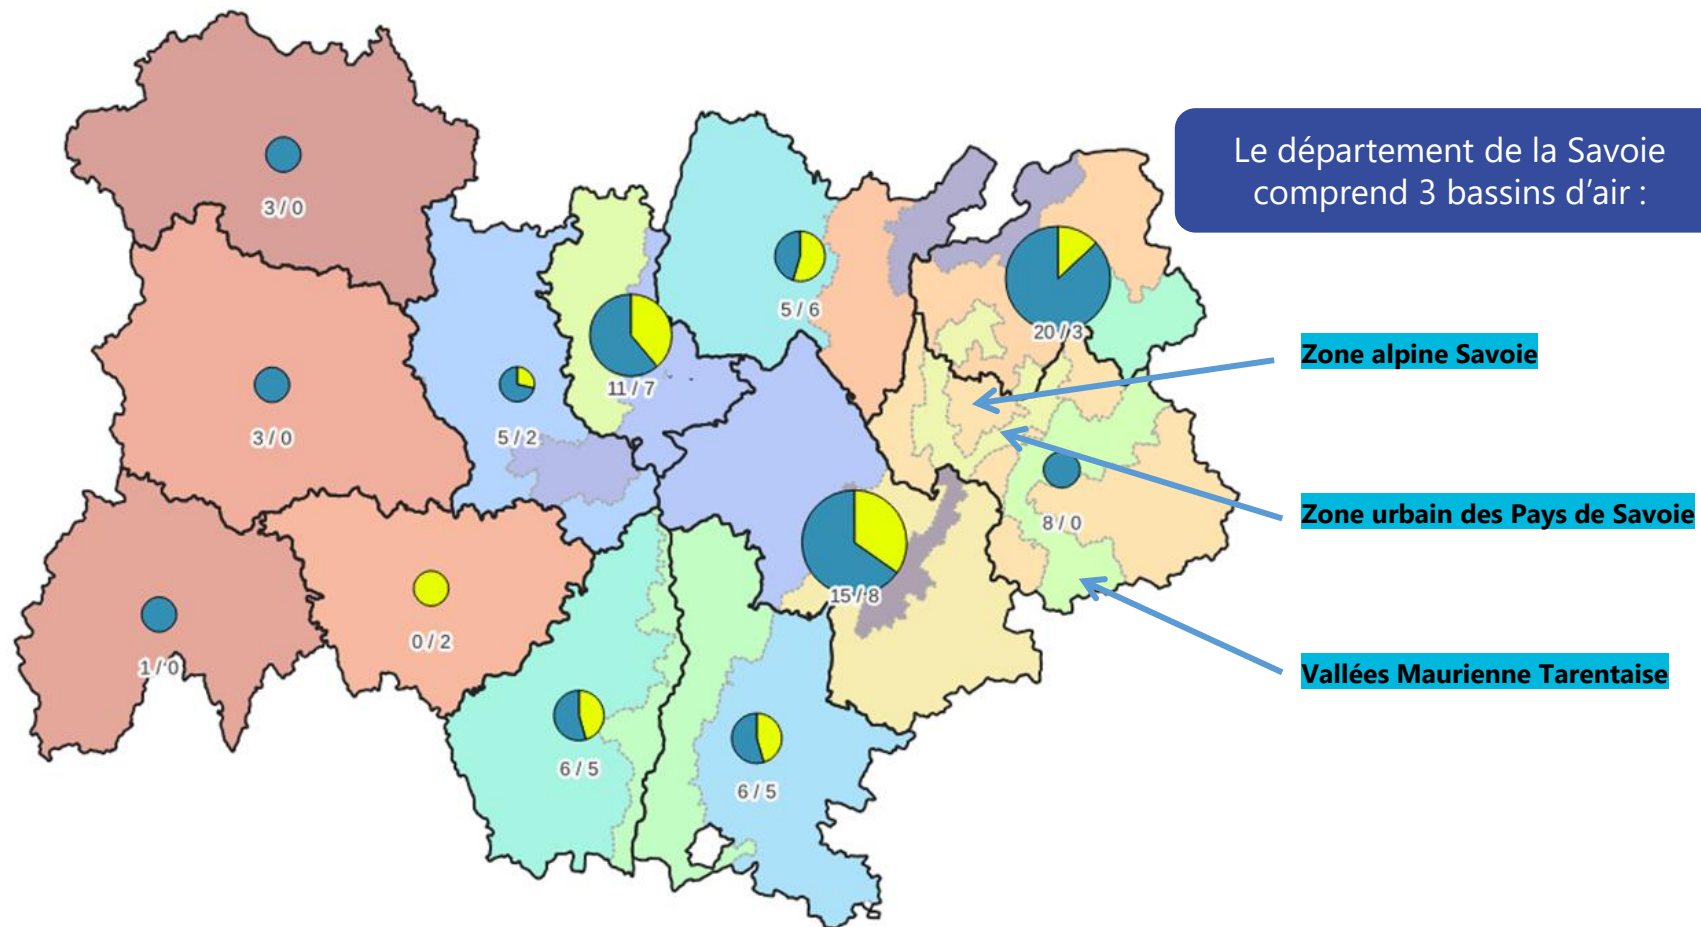 Le département de la Savoie
comprend 3 bassins d'air :
3 / 0
5 / 6
20 / 3
Zone alpine Savoie
11 / 7
3 / 0
5 / 2
8 / 0
Zone urbain des Pays de Savoie
15 / 8
0 / 2
1 / 0
Vallées Maurienne Tarentaise
6 / 5
6 / 5